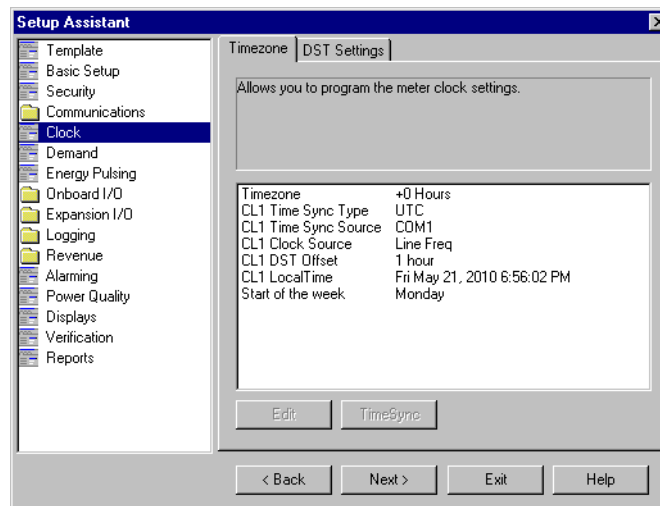 Setup Assistant
Template
Basic Setup
Security
Communications
Clock
Demand
Energy Pulsing
Onboard I/O
Expansion I/O
Logging
Revenue
Alarming
Power Quality
Displays
Verification
Reports
Timezone DST Settings
Allows you to program the meter clock settings.
Timezone +0 Hours
CL1 Time Sync Type UTC
CL1 Time Sync Source COM1
CL1 Clock Source Line Freq
CL1 DST Offset 1 hour
CL1 LocalTime Fri May 21, 2010 6:56:02 PM
Start of the week Monday
Edit TimeSync
< Back Next > Exit Help